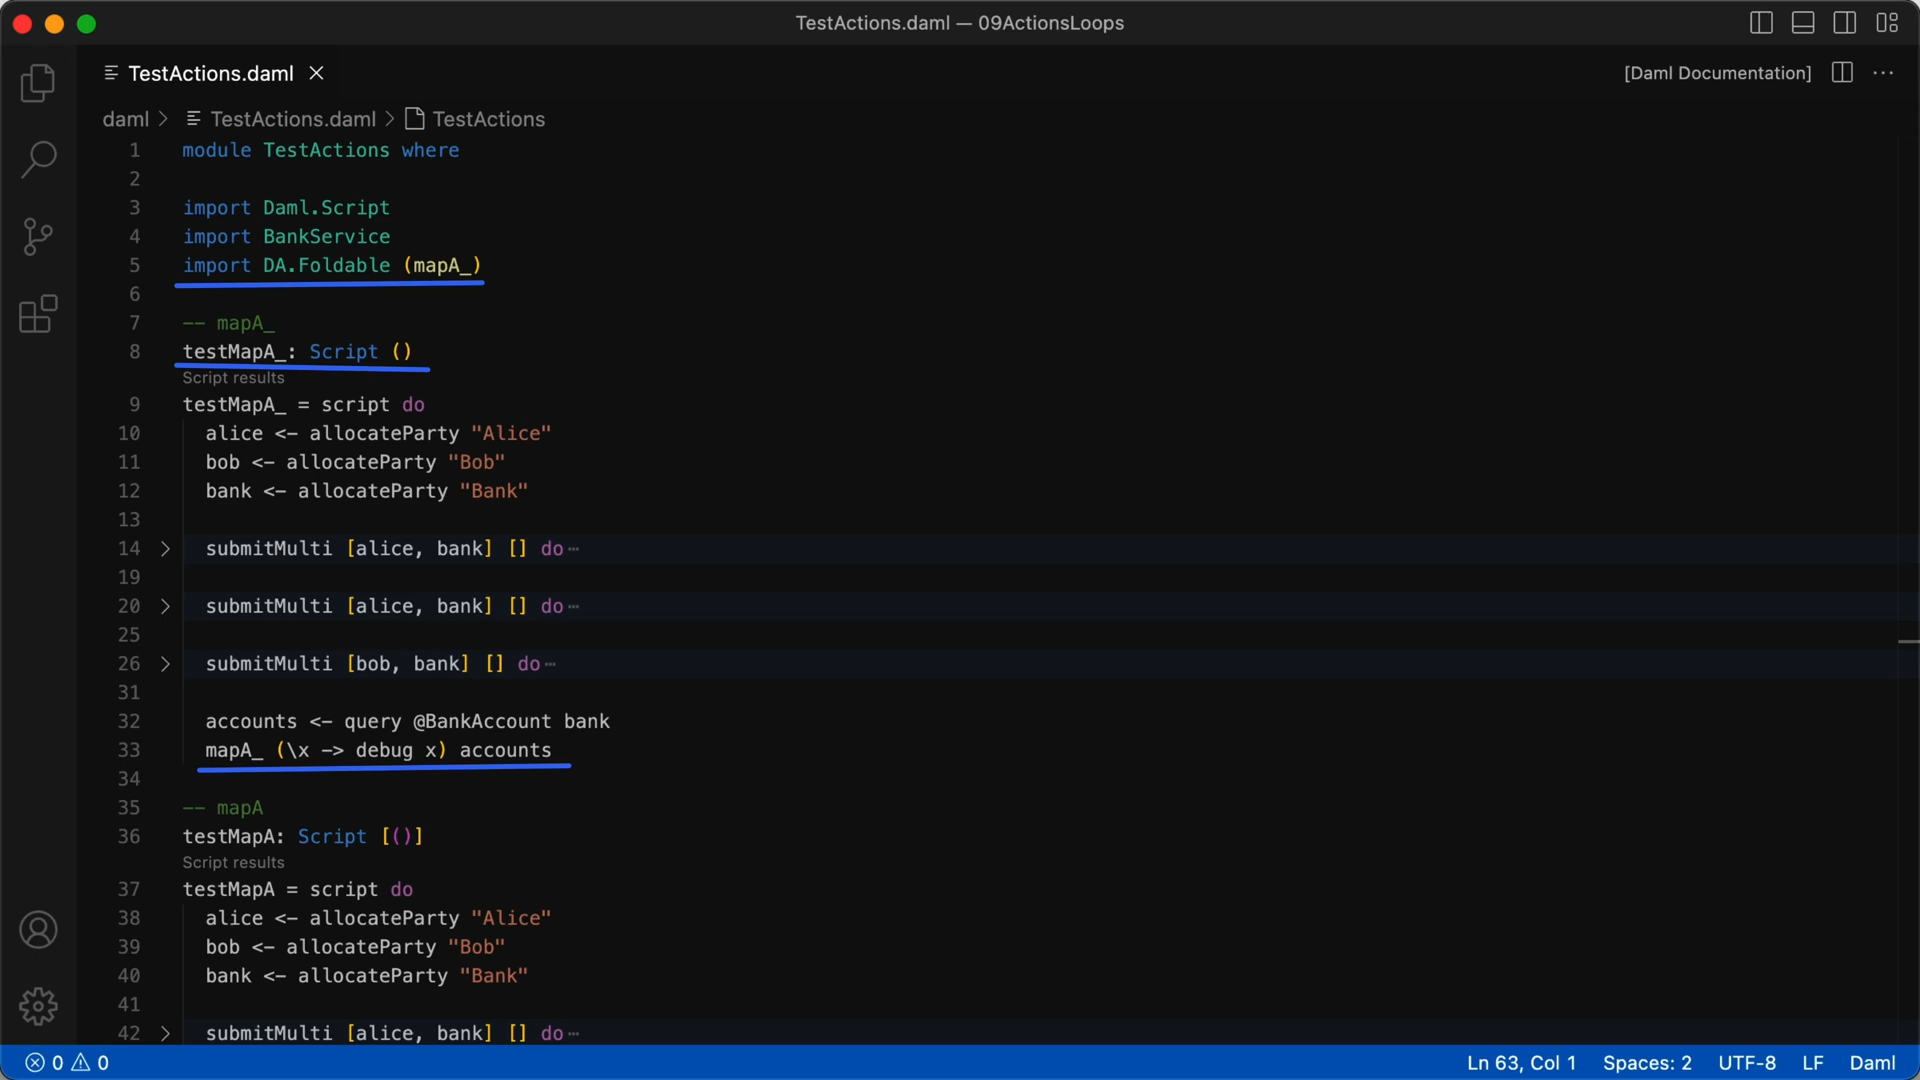 TestActions.daml — 09ActionsLoops
TestActions.daml
[Daml Documentation]
daml > TestActions.daml > TestActions
1 module TestActions where
2
3 import Daml.Script
4 import BankService
5 import DA.Foldable (mapA_)
6
7 -- mapA_
8 testMapA_: Script ()
Script results
9 testMapA_ = script do
10 alice <- allocateParty "Alice"
11 bob <- allocateParty "Bob"
12 bank <- allocateParty "Bank"
13
14 > submitMulti [alice, bank] [] do…
19
20 > submitMulti [alice, bank] [] do…
25
26 > submitMulti [bob, bank] [] do…
31
32 accounts <- query @BankAccount bank
33 mapA_ (\x -> debug x) accounts
34
35 -- mapA
36 testMapA: Script [()]
Script results
37 testMapA = script do
38 alice <- allocateParty "Alice"
39 bob <- allocateParty "Bob"
40 bank <- allocateParty "Bank"
41
42 > submitMulti [alice, bank] [] do…
0 0 Ln 63, Col 1 Spaces: 2 UTF-8 LF Daml